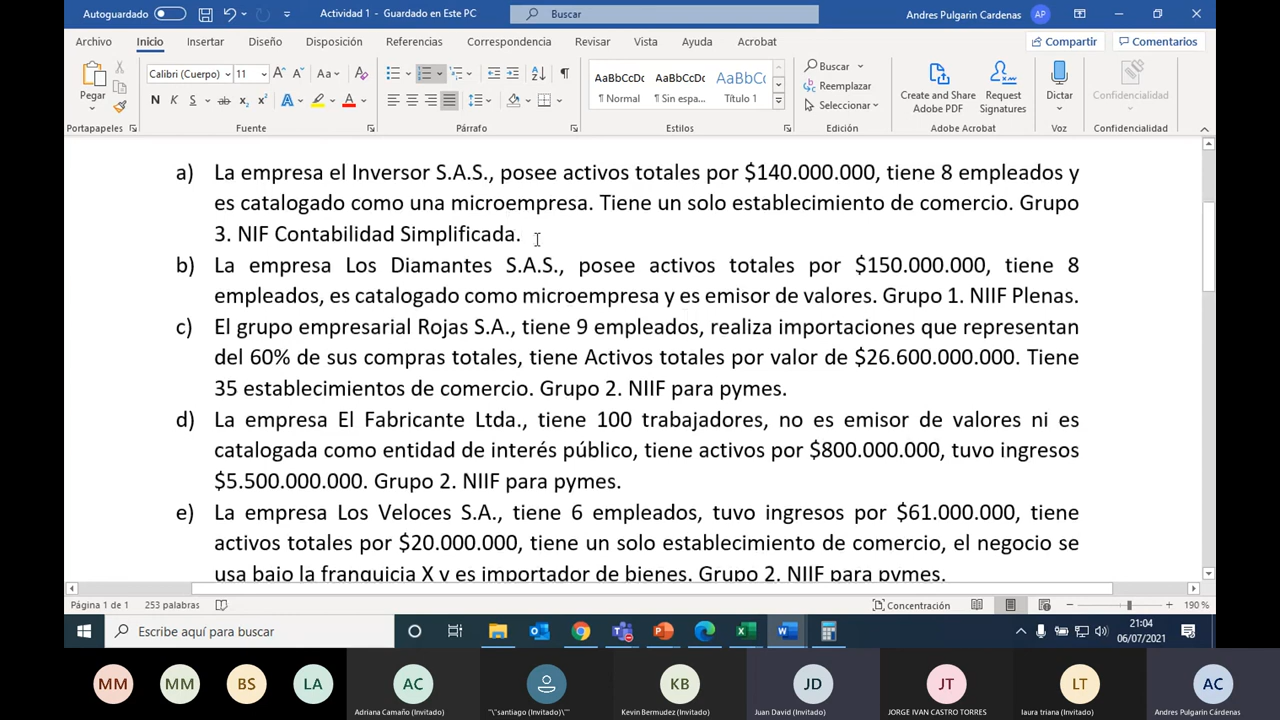 Autoguardado
Actividad 1 - Guardado en Este PC
Buscar
Andres Pulgarin Cardenas
AP
Archivo Inicio Insertar Diseño Disposición Referencias Correspondencia Revisar Vista Ayuda Acrobat
Compartir
Comentarios
Pegar
Calibri (Cuerpo)
11
N K S ab x₂ x²
AaBbCcDc AaBbCcDc AaBbCc
¶ Normal ¶ Sin espa... Título 1
Buscar
Reemplazar
Seleccionar
Create and Share Adobe PDF
Request Signatures
Dictar
Confidencialidad
Portapapeles Fuente Párrafo Estilos Edición Adobe Acrobat Voz Confidencialidad
a) La empresa el Inversor S.A.S., posee activos totales por $140.000.000, tiene 8 empleados y
es catalogado como una microempresa. Tiene un solo establecimiento de comercio. Grupo
3. NIF Contabilidad Simplificada.
b) La empresa Los Diamantes S.A.S., posee activos totales por $150.000.000, tiene 8
empleados, es catalogado como microempresa y es emisor de valores. Grupo 1. NIIF Plenas.
c) El grupo empresarial Rojas S.A., tiene 9 empleados, realiza importaciones que representan
del 60% de sus compras totales, tiene Activos totales por valor de $26.600.000.000. Tiene
35 establecimientos de comercio. Grupo 2. NIIF para pymes.
d) La empresa El Fabricante Ltda., tiene 100 trabajadores, no es emisor de valores ni es
catalogada como entidad de interés público, tiene activos por $800.000.000, tuvo ingresos
$5.500.000.000. Grupo 2. NIIF para pymes.
e) La empresa Los Veloces S.A., tiene 6 empleados, tuvo ingresos por $61.000.000, tiene
activos totales por $20.000.000, tiene un solo establecimiento de comercio, el negocio se
usa bajo la franquicia X y es importador de bienes. Grupo 2. NIIF para pymes.
Página 1 de 1 253 palabras
Concentración
190 %
Escribe aquí para buscar
21:04
06/07/2021
MM MM BS LA AC KB JD JT LT AC
Adriana Camaño (Invitado) "\"santiago (Invitado)\"" Kevin Bermudez (Invitado) Juan David (Invitado) JORGE IVAN CASTRO TORRES laura triana (Invitado) Andres Pulgarin Cardenas